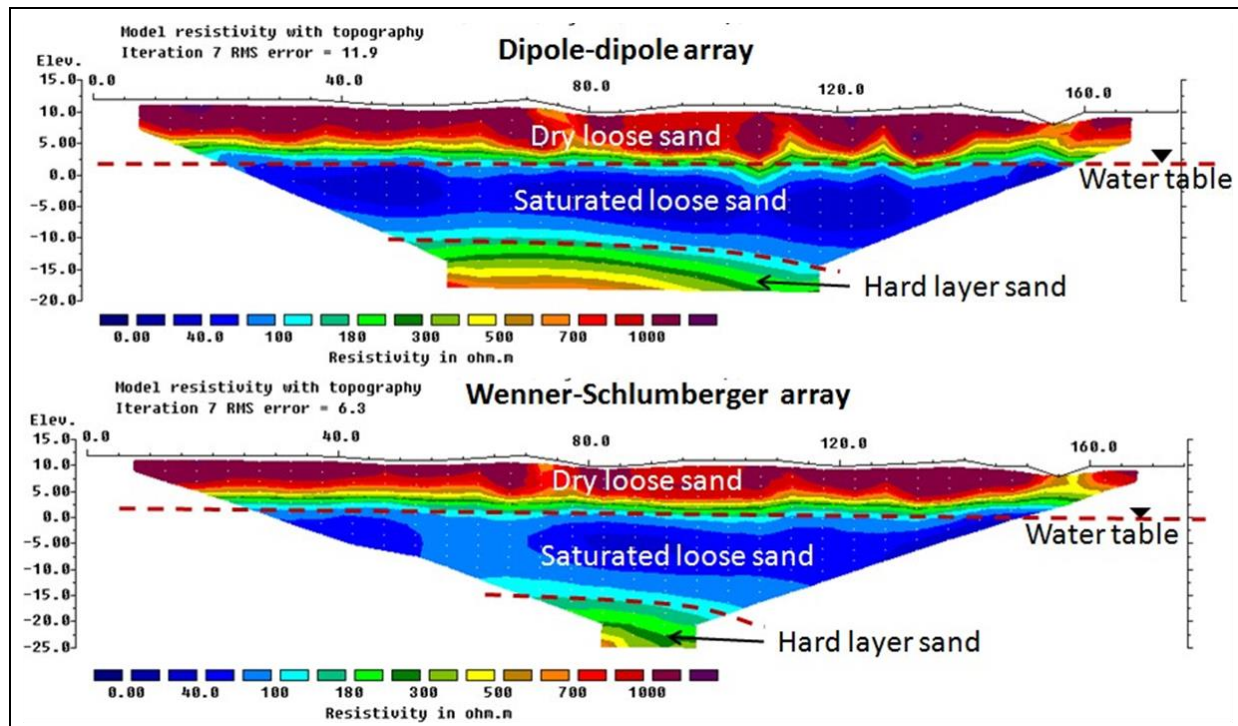 Model resistivity with topography
Iteration 7 RMS error = 11.9
Dipole-dipole array
Elev.
0.0 40.0 80.0 120.0 160.0
15.0
10.0
5.00
0.0
-5.0
-10.0
-15.0
-20.0
Dry loose sand
Water table
Saturated loose sand
Hard layer sand
0.00 40.0 100 180 300 500 700 1000
Resistivity in ohm.m
Model resistivity with topography
Iteration 7 RMS error = 6.3
Wenner-Schlumberger array
Elev.
0.0 40.0 80.0 120.0 160.0
15.0
10.0
5.00
0.0
-5.0
-10.0
-15.0
-20.0
-25.0
Dry loose sand
Water table
Saturated loose sand
Hard layer sand
0.00 40.0 100 180 300 500 700 1000
Resistivity in ohm.m